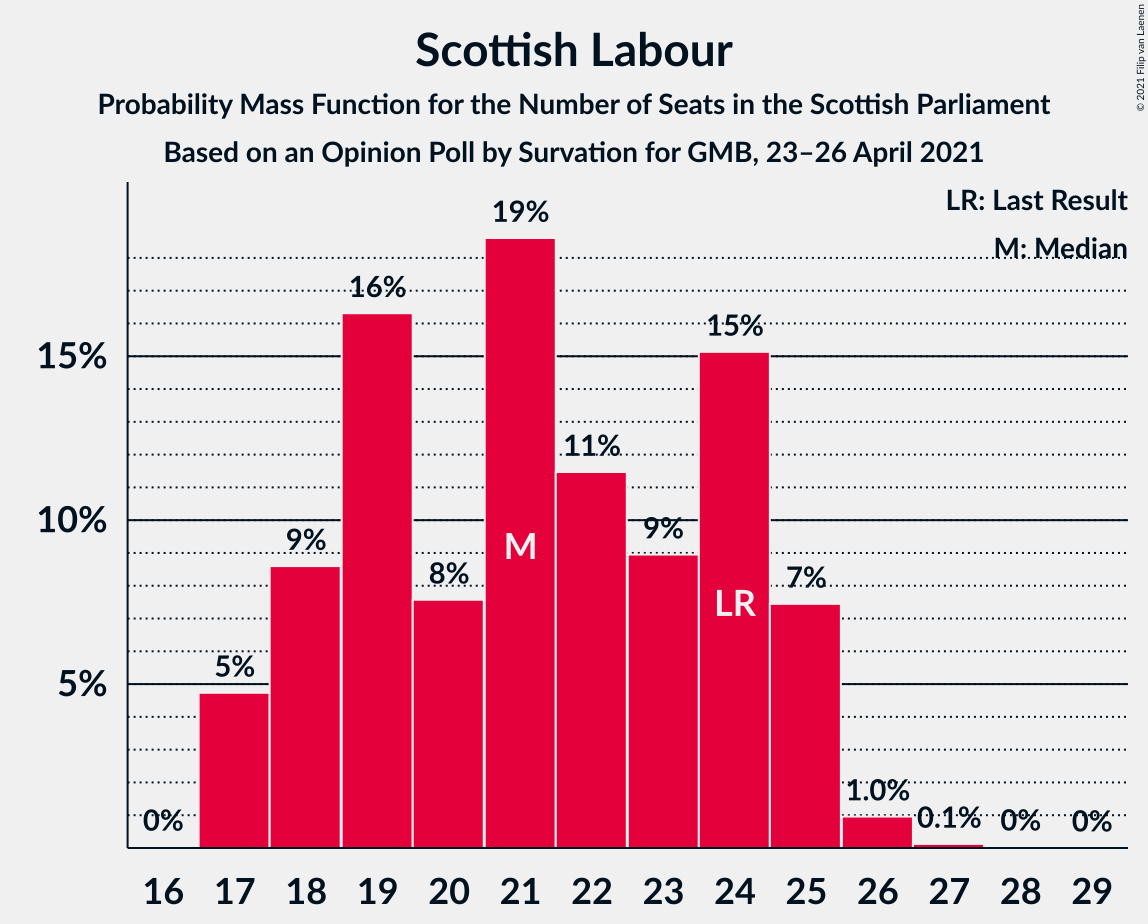 Scottish Labour
Probability Mass Function for the Number of Seats in the Scottish Parliament
Based on an Opinion Poll by Survation for GMB, 23–26 April 2021
© 2021 Filip van Laenen
LR: Last Result
M: Median
19%
16%
15%
15%
11%
10%
9%
9%
8%
7%
M
LR
5%
5%
0%
1.0%
0.1%
0%
0%
16 17 18 19 20 21 22 23 24 25 26 27 28 29